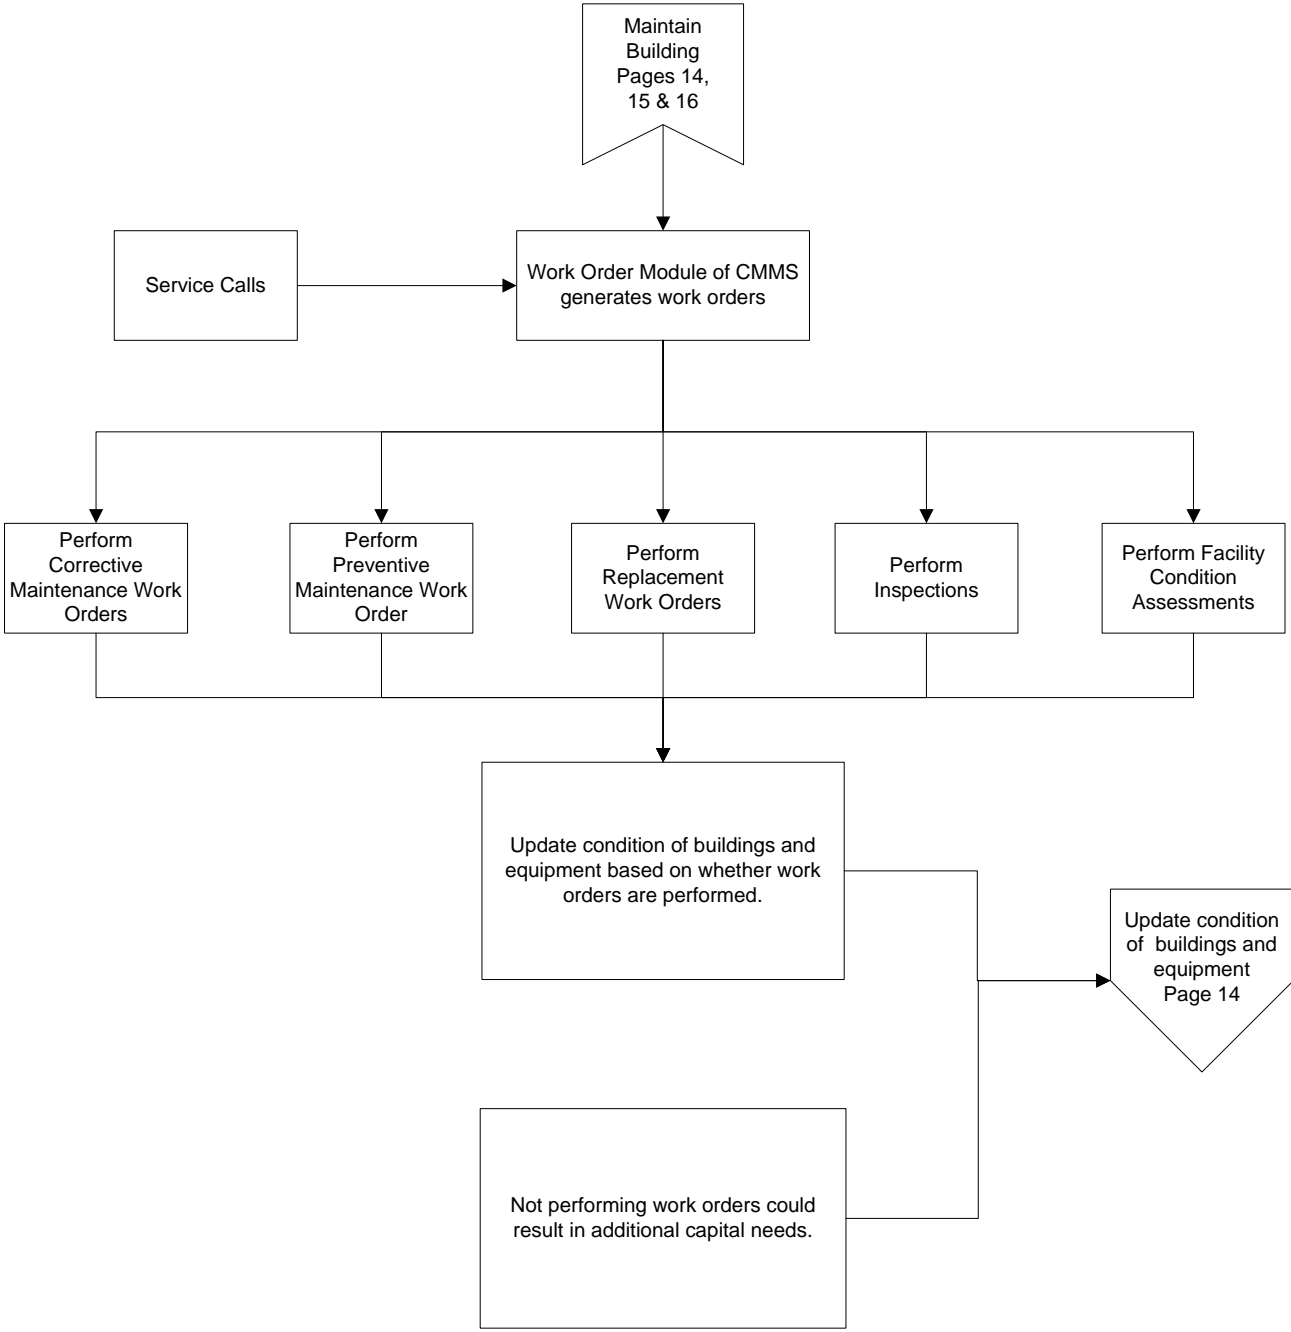 Maintain
Building
Pages 14,
15 & 16
Service Calls
Work Order Module of CMMS
generates work orders
Perform
Corrective
Maintenance Work
Orders
Perform
Preventive
Maintenance Work
Order
Perform
Replacement
Work Orders
Perform
Inspections
Perform Facility
Condition
Assessments
Update condition of buildings and
equipment based on whether work
orders are performed.
Update condition
of  buildings and
equipment
Page 14
Not performing work orders could
result in additional capital needs.